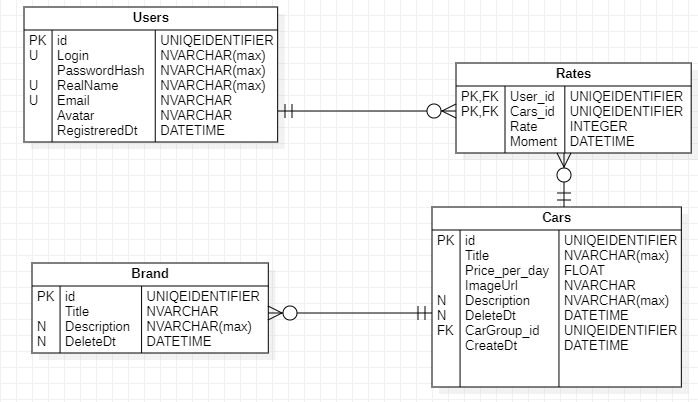 Users
PK id UNIQEIDENTIFIER
U Login NVARCHAR(max)
PasswordHash NVARCHAR(max)
U RealName NVARCHAR(max)
U Email NVARCHAR
Avatar NVARCHAR
RegistreredDt DATETIME
Rates
PK,FK User_id UNIQEIDENTIFIER
PK,FK Cars_id UNIQEIDENTIFIER
Rate INTEGER
Moment DATETIME
Cars
PK id UNIQEIDENTIFIER
Title NVARCHAR(max)
Price_per_day FLOAT
ImageUrl NVARCHAR
N Description NVARCHAR(max)
N DeleteDt DATETIME
FK CarGroup_id UNIQEIDENTIFIER
CreateDt DATETIME
Brand
PK id UNIQEIDENTIFIER
Title NVARCHAR
N Description NVARCHAR(max)
N DeleteDt DATETIME